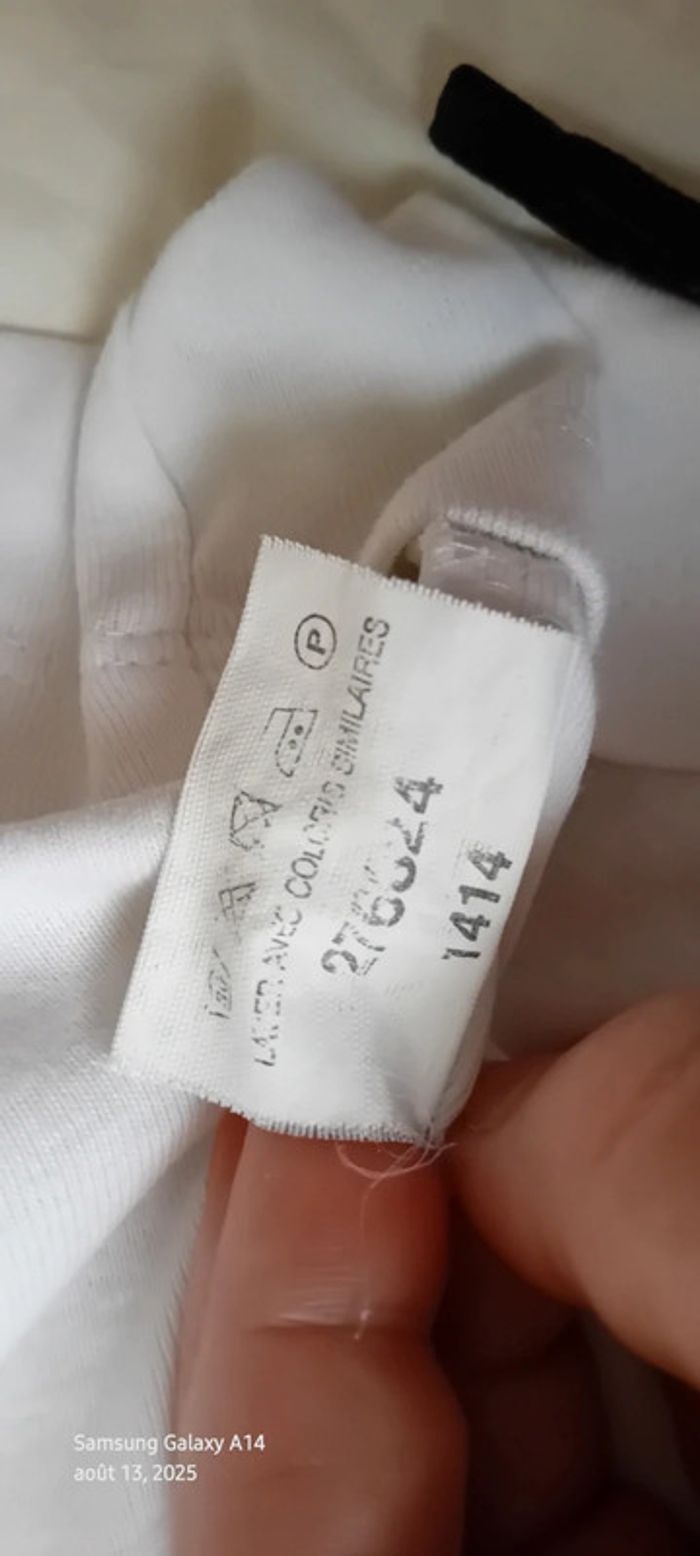 P
LAVER AVEC COLORIS SIMILAIRES
1414
Samsung Galaxy A14
août 13, 2025